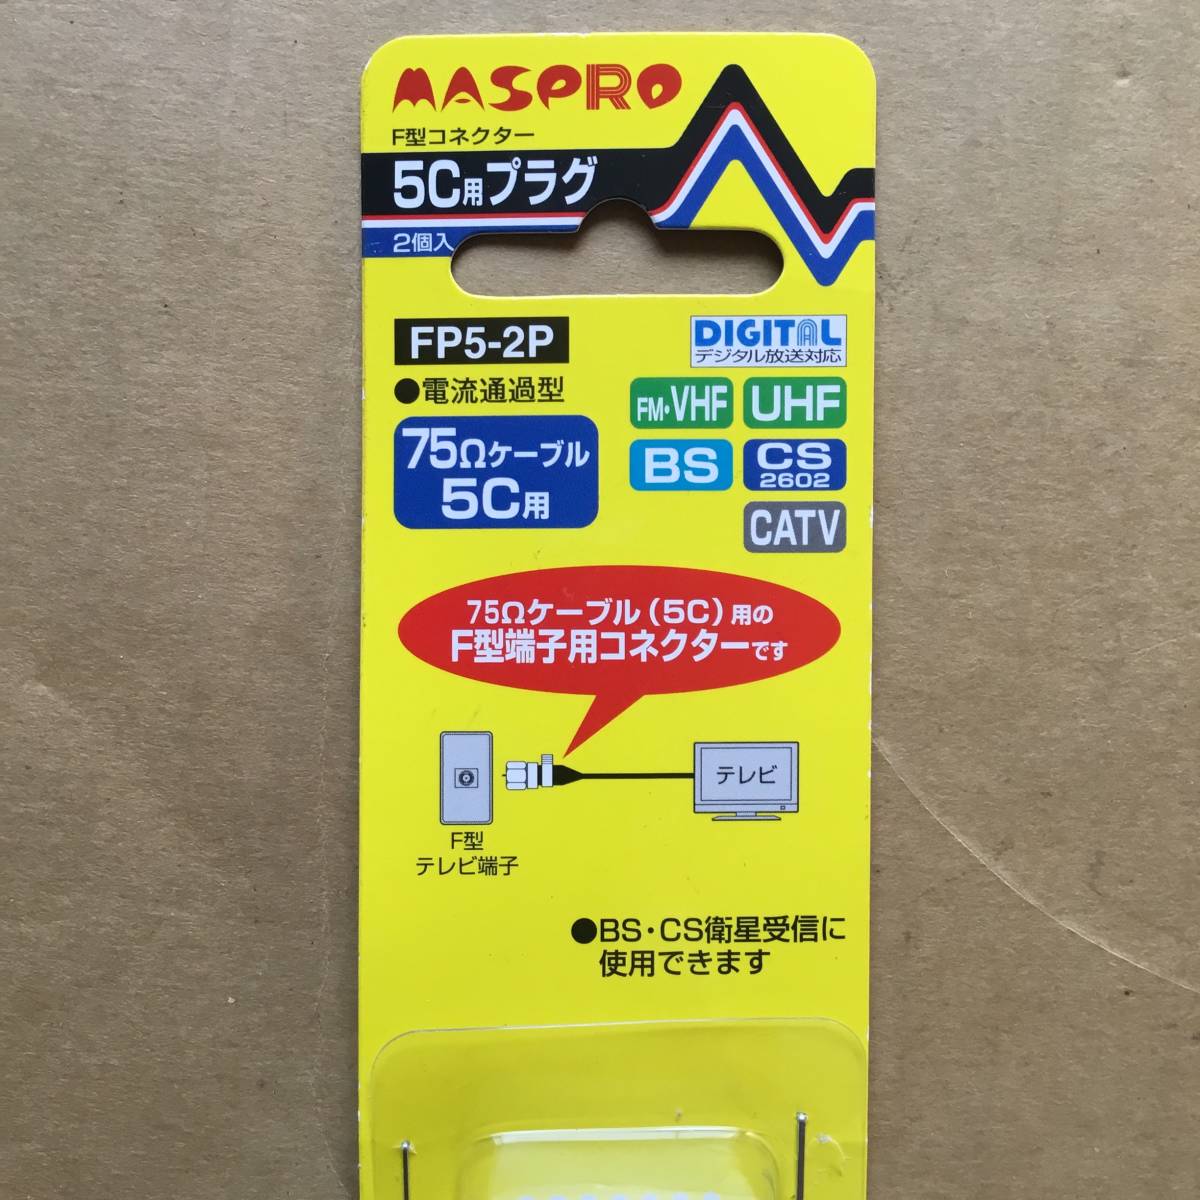 MASPRO
F型コネクター
5C用プラグ
2個入
FP5-2P
●電流通過型
75Ωケーブル
5C用
DIGITAL
デジタル放送対応
FM・VHF
UHF
BS
CS
2602
CATV
75Ωケーブル（5C）用の
F型端子用コネクターです
テレビ
F型
テレビ端子
●BS・CS衛星受信に
使用できます